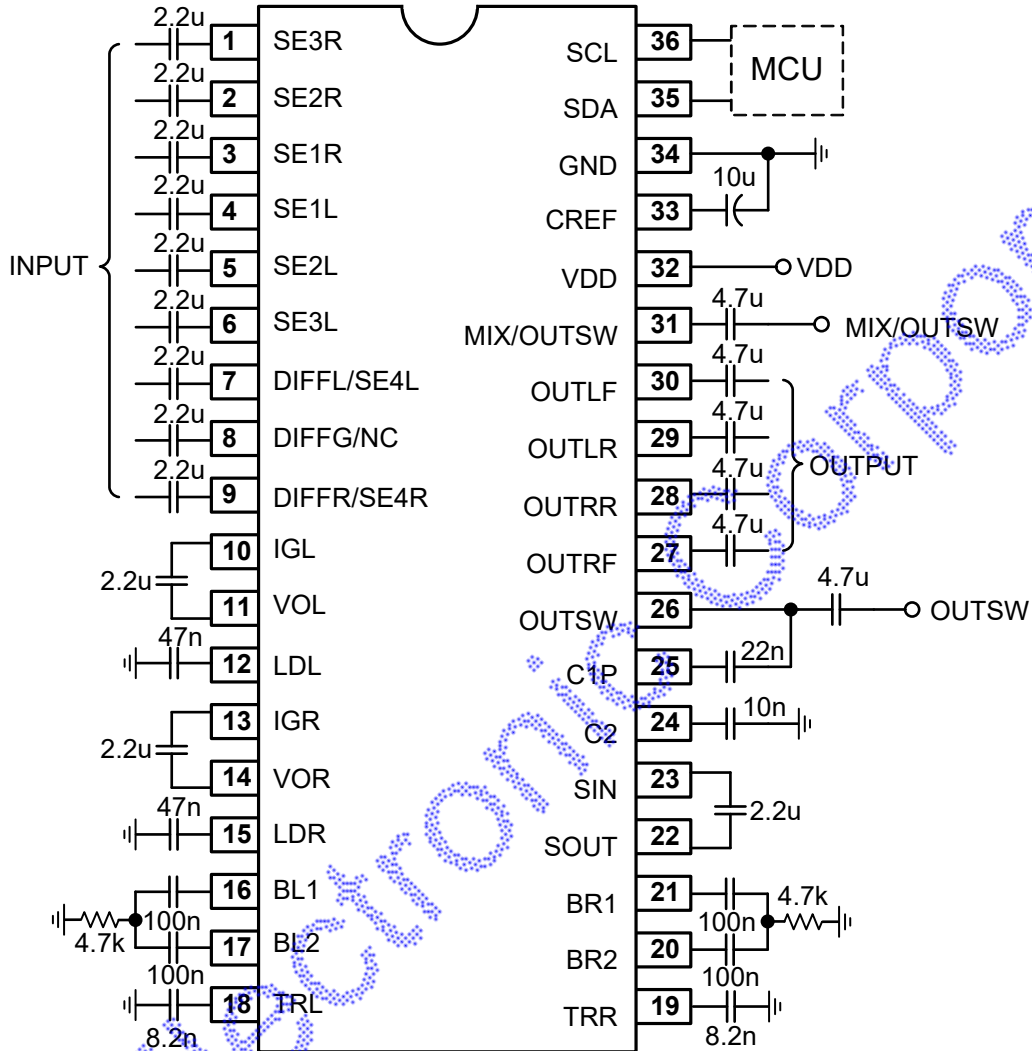 2.2u
1 SE3R
2.2u
2 SE2R
2.2u
3 SE1R
2.2u
4 SE1L
INPUT
2.2u
5 SE2L
2.2u
6 SE3L
2.2u
7 DIFFL/SE4L
2.2u
8 DIFFG/NC
2.2u
9 DIFFR/SE4R
10 IGL
2.2u
11 VOL
47n
12 LDL
13 IGR
2.2u
14 VOR
47n
15 LDR
16 BL1
100n
4.7k
17 BL2
100n
18 TRL
8.2n
SCL 36
MCU
SDA 35
GND 34
10u
CREF 33
VDD 32 VDD
4.7u
MIX/OUTSW 31 MIX/OUTSW
4.7u
OUTLF 30
4.7u
OUTLR 29
OUTPUT
4.7u
OUTRR 28
4.7u
OUTRF 27
4.7u
OUTSW 26 OUTSW
22n
C1P 25
10n
C2 24
SIN 23
2.2u
SOUT 22
BR1 21
4.7k
100n
BR2 20
100n
TRR 19
8.2n
ectronic Corpor